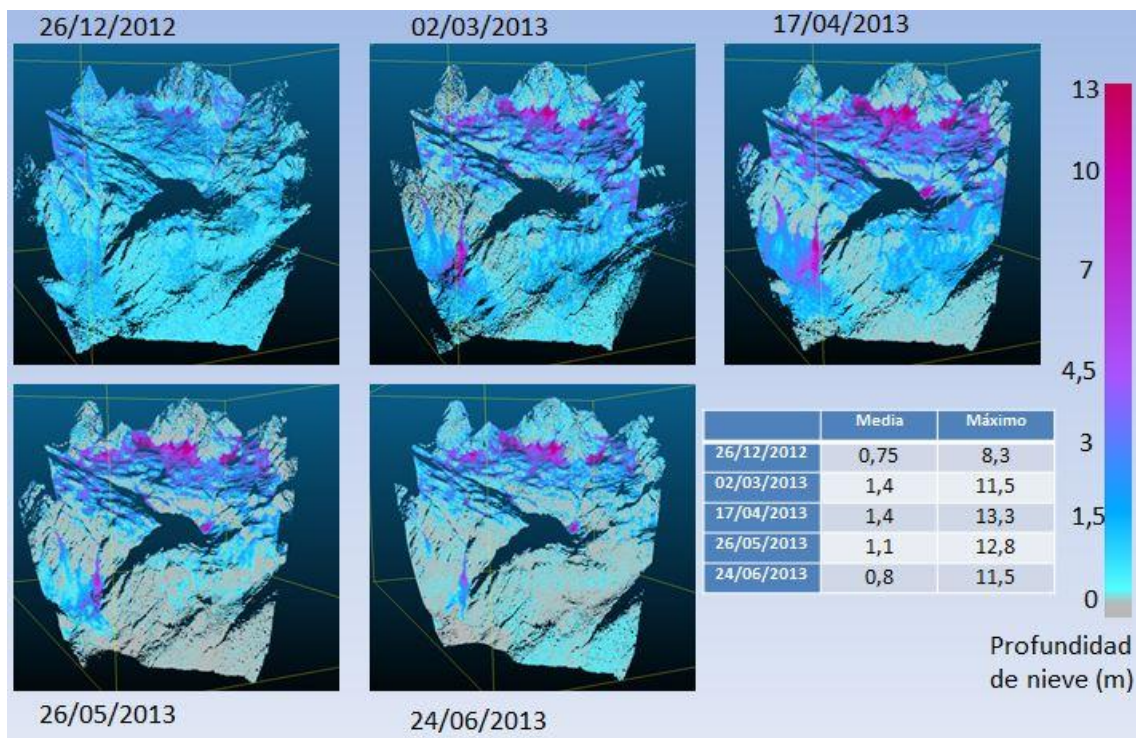 26/12/2012
02/03/2013
17/04/2013
26/05/2013
24/06/2013
Media Máximo
26/12/2012 0,75 8,3
02/03/2013 1,4 11,5
17/04/2013 1,4 13,3
26/05/2013 1,1 12,8
24/06/2013 0,8 11,5
13
10
7
4,5
3
1,5
0
Profundidad
de nieve (m)